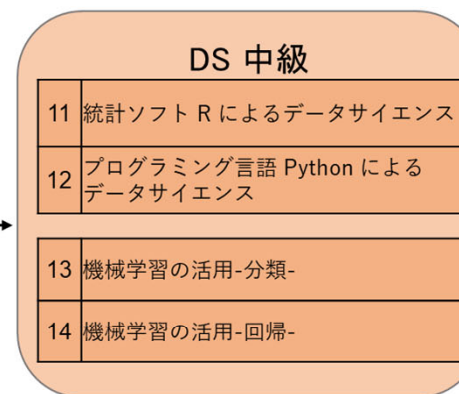 DS 中級
11 統計ソフト R によるデータサイエンス
12 プログラミング言語 Python による
データサイエンス
13 機械学習の活用-分類-
14 機械学習の活用-回帰-